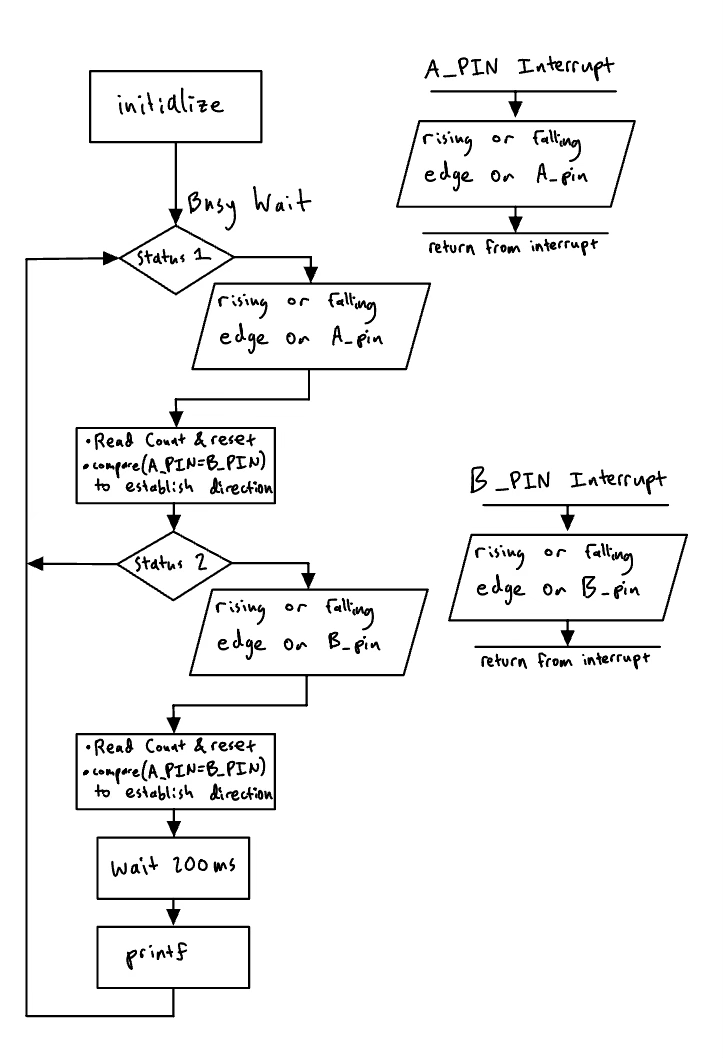 initialize
Busy Wait
Status 1
rising or falling
edge on A_pin
• Read Count & reset
• compare(A_PIN=B_PIN)
to establish direction
Status 2
rising or falling
edge on B_pin
• Read Count & reset
• compare(A_PIN=B_PIN)
to establish direction
Wait 200ms
printf
A_PIN Interrupt
rising or falling
edge on A_pin
return from interrupt
B_PIN Interrupt
rising or falling
edge on B_pin
return from interrupt